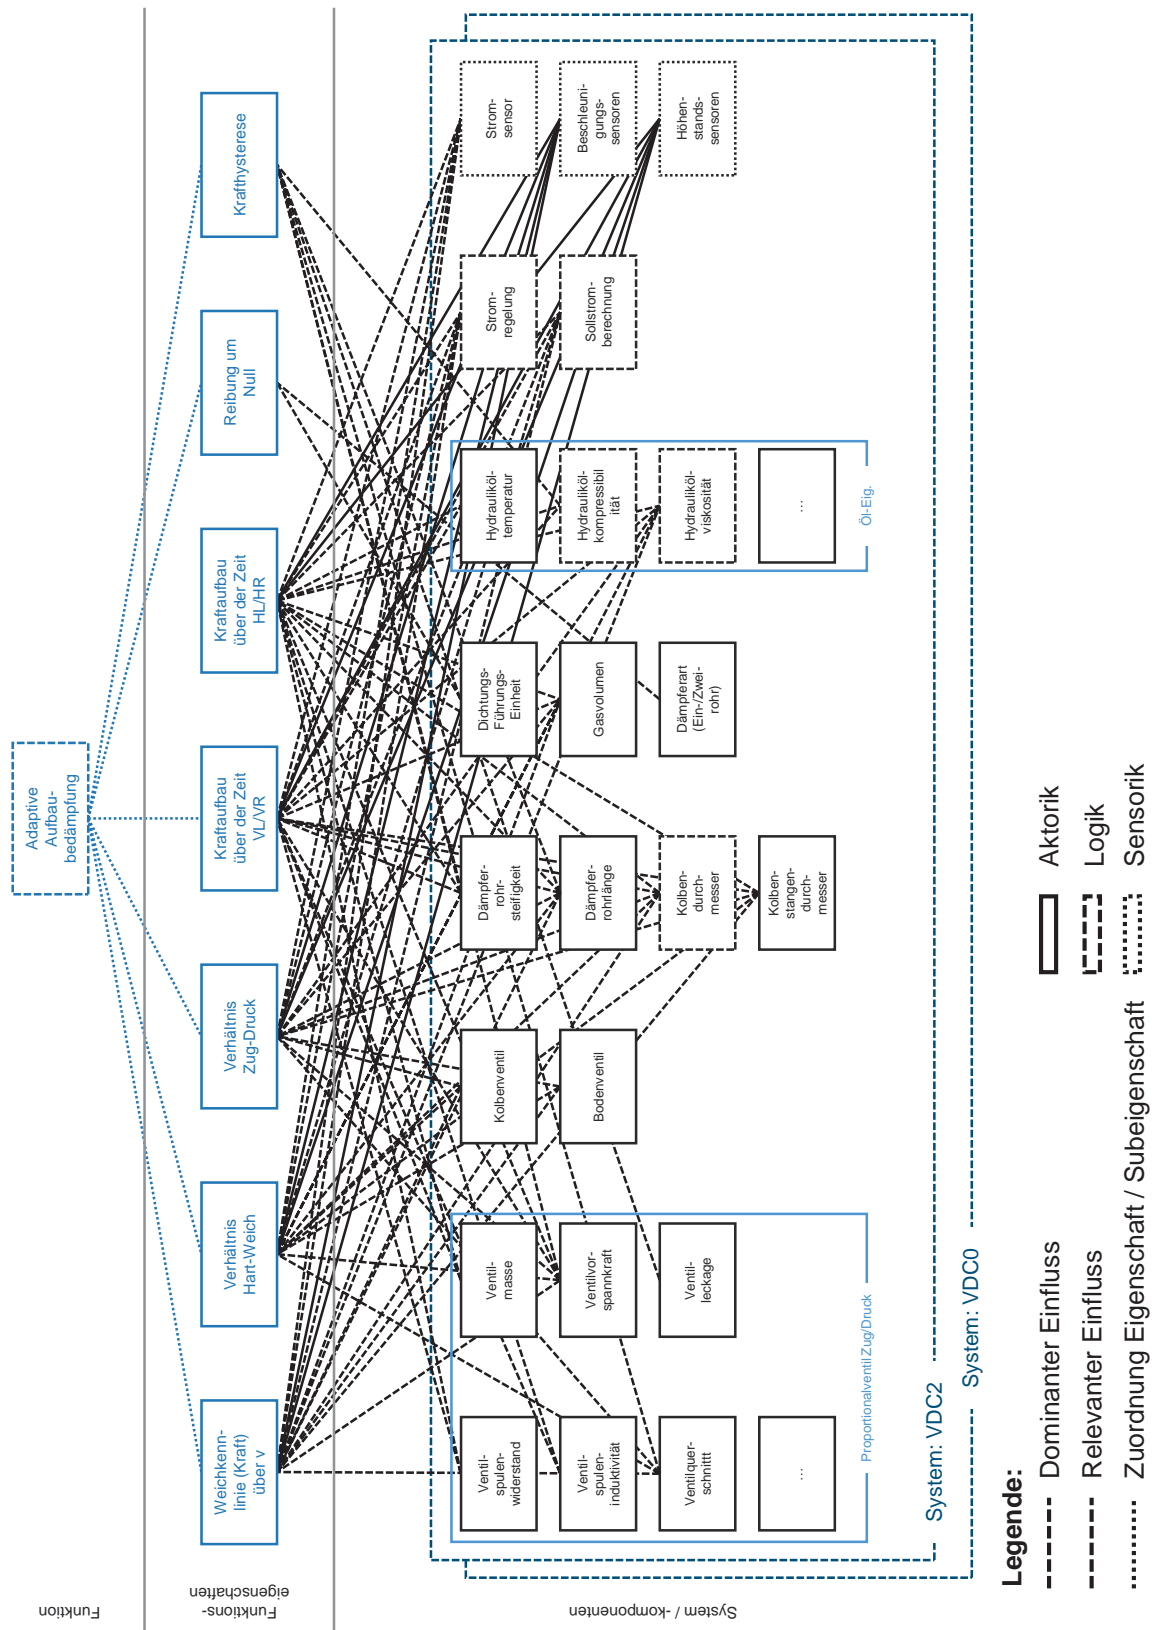 Funktion
Adaptive
Aufbau-
bedämpfung
Funktions-
eigenschaften
Weichkenn-
linie (Kraft)
über v
Verhältnis
Hart-Weich
Verhältnis
Zug-Druck
Kraftaufbau
über der Zeit
VL/VR
Kraftaufbau
über der Zeit
HL/HR
Reibung um
Null
Krafthysterese
System / -komponenten
Ventil-
spulen-
widerstand
Ventil-
masse
Kolbenventil
Dämpfer-
rohr-
steifigkeit
Dichtungs-
Führungs-
Einheit
Hydrauliköl-
temperatur
Strom-
regelung
Strom-
sensor
Ventil-
spulen-
induktivität
Ventilvor-
spannkraft
Bodenventil
Dämpfer-
rohrlänge
Gasvolumen
Hydrauliköl-
kompressibil
ität
Sollstrom-
berechnung
Beschleuni-
gungs-
sensoren
Ventilquer-
schnittt
Ventil-
leckage
Kolben-
durch-
messer
Dämpferart
(Ein-/Zwei-
rohr)
Hydrauliköl-
viskosität
Höhen-
stands-
sensoren
...
Kolben-
stangen-
durch-
messer
...
Proportionalventil Zug/Druck
Öl-Eig.
System: VDC2
System: VDC0
Legende:
Dominanter Einfluss
Aktorik
Relevanter Einfluss
Logik
Zuordnung Eigenschaft / Subeigenschaft
Sensorik